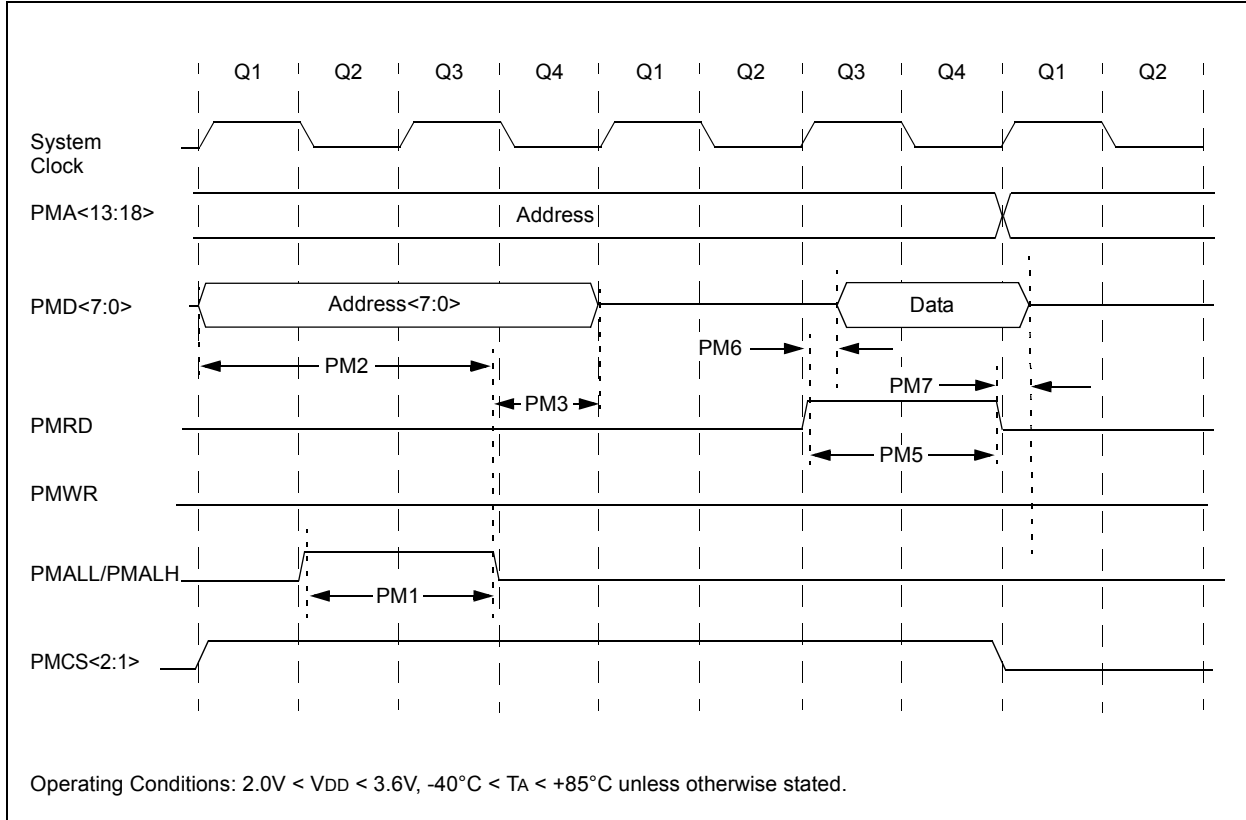 Q1 Q2 Q3 Q4 Q1 Q2 Q3 Q4 Q1 Q2
System
Clock
PMA<13:18>
Address
PMD<7:0>
Address<7:0>
Data
PM2
PM6
PM3
PM7
PMRD
PM5
PMWR
PMALL/PMALH
PM1
PMCS<2:1>
Operating Conditions: 2.0V < VDD < 3.6V, -40°C < TA < +85°C unless otherwise stated.